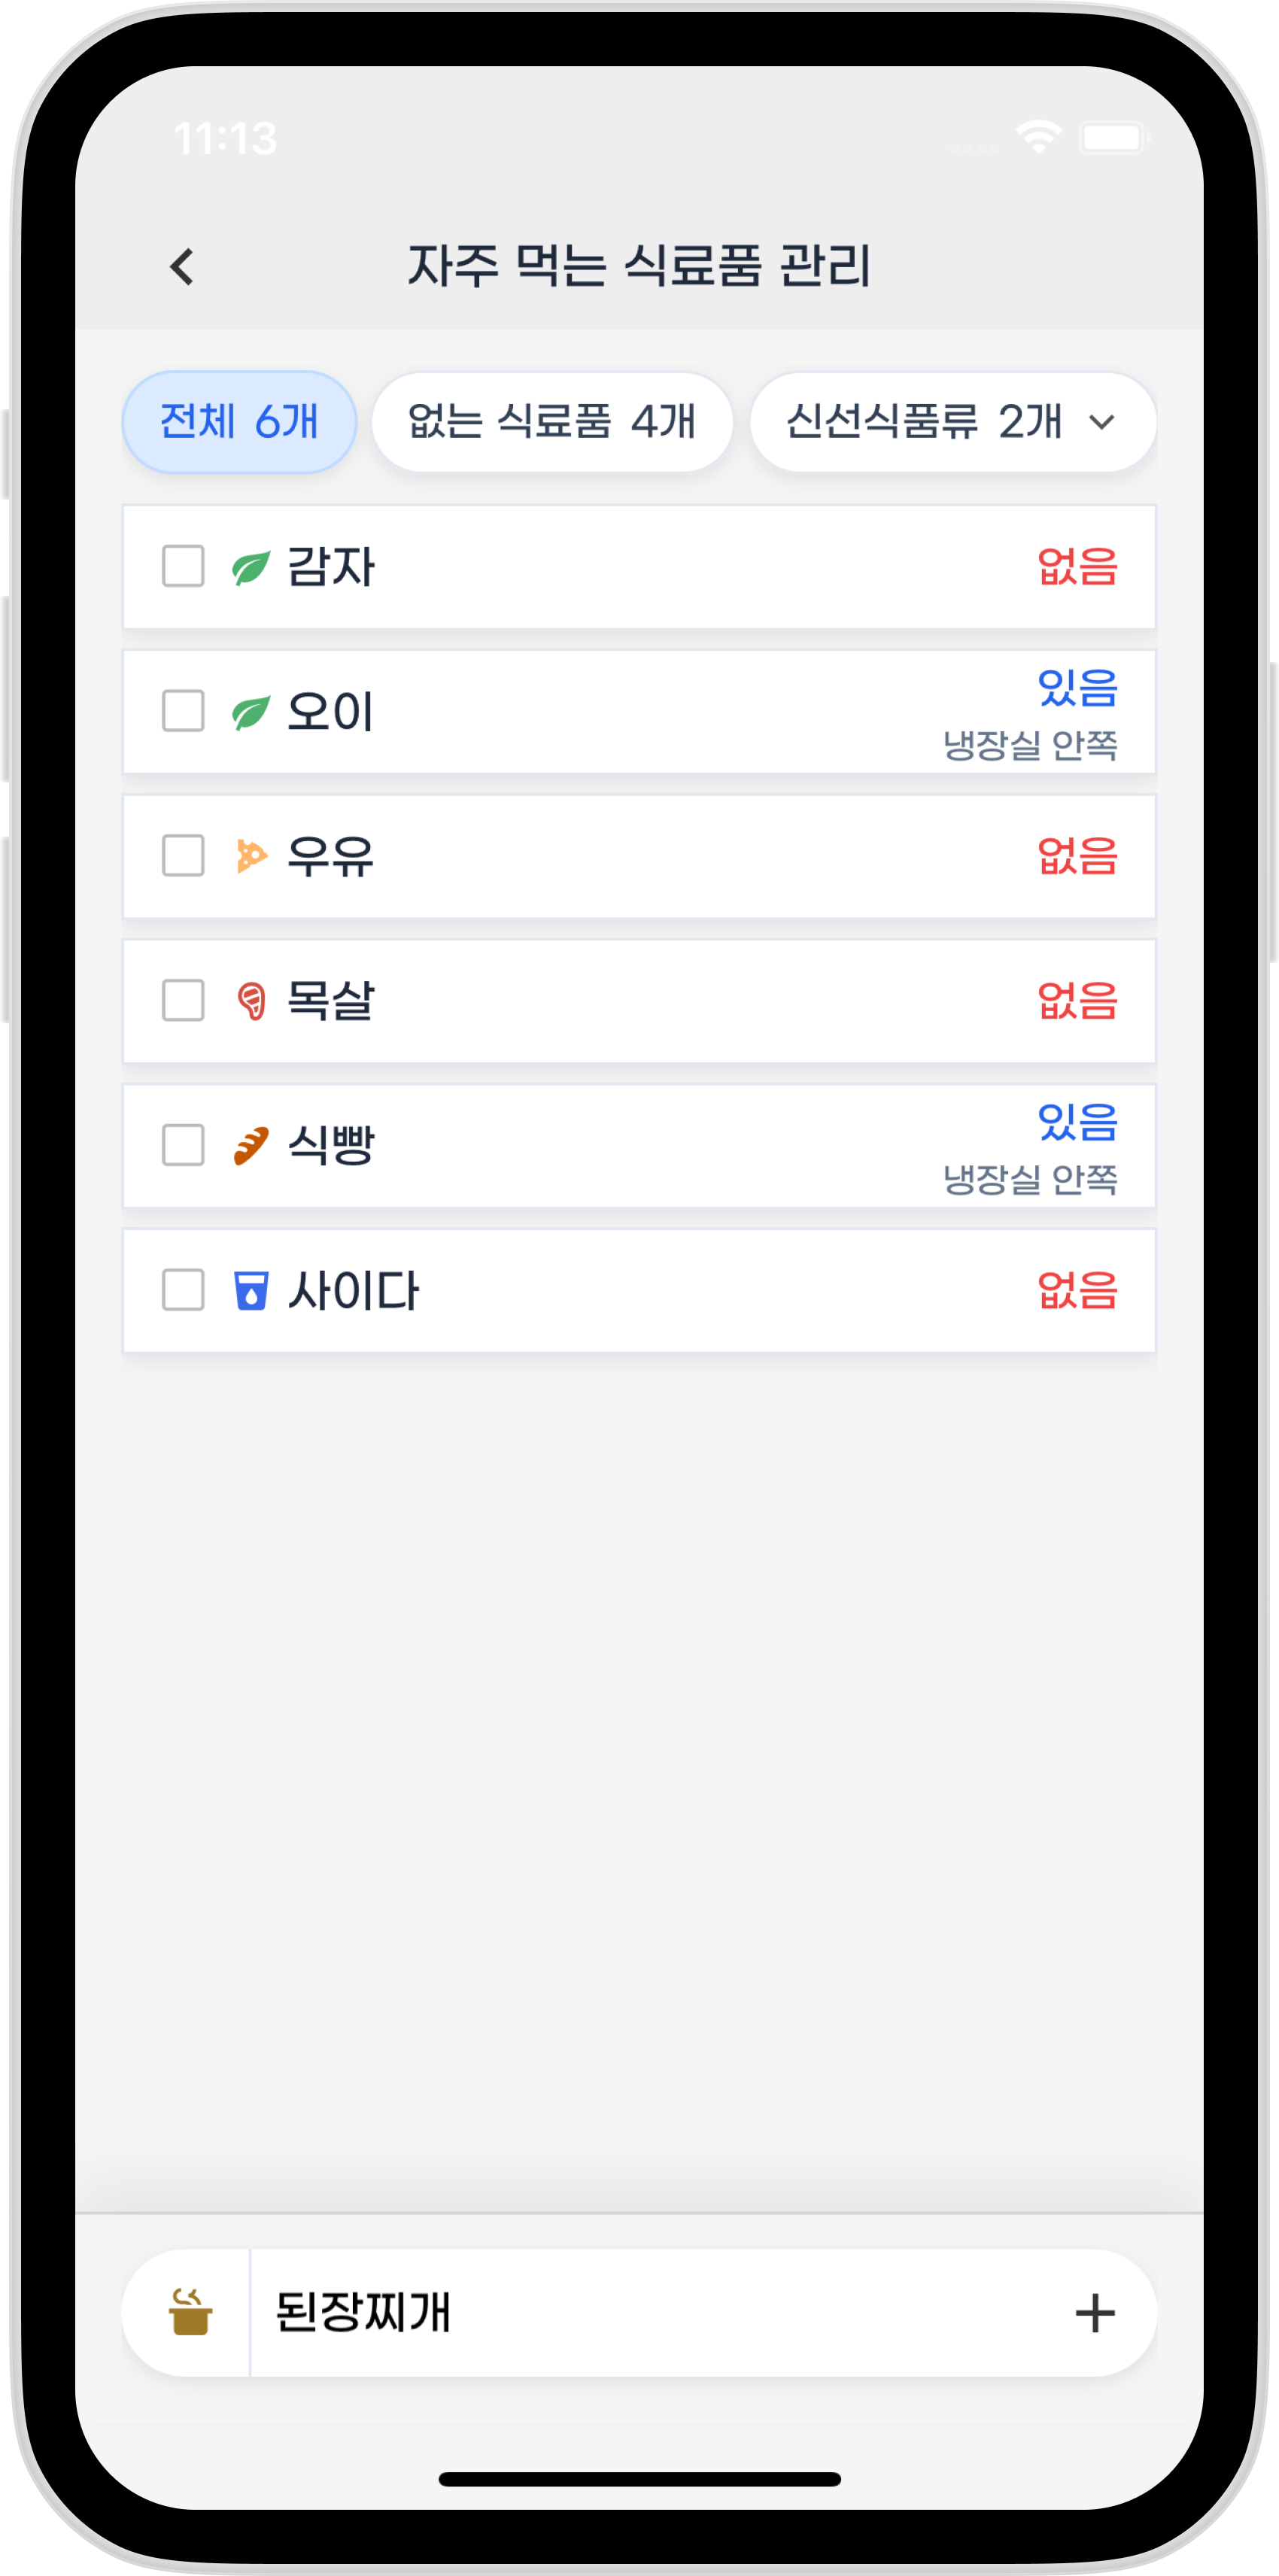 11:13
자주 먹는 식료품 관리
전체 6개
없는 식료품 4개
신선식품류 2개
감자
없음
오이
있음
냉장실 안쪽
우유
없음
목살
없음
식빵
있음
냉장실 안쪽
사이다
없음
된장찌개